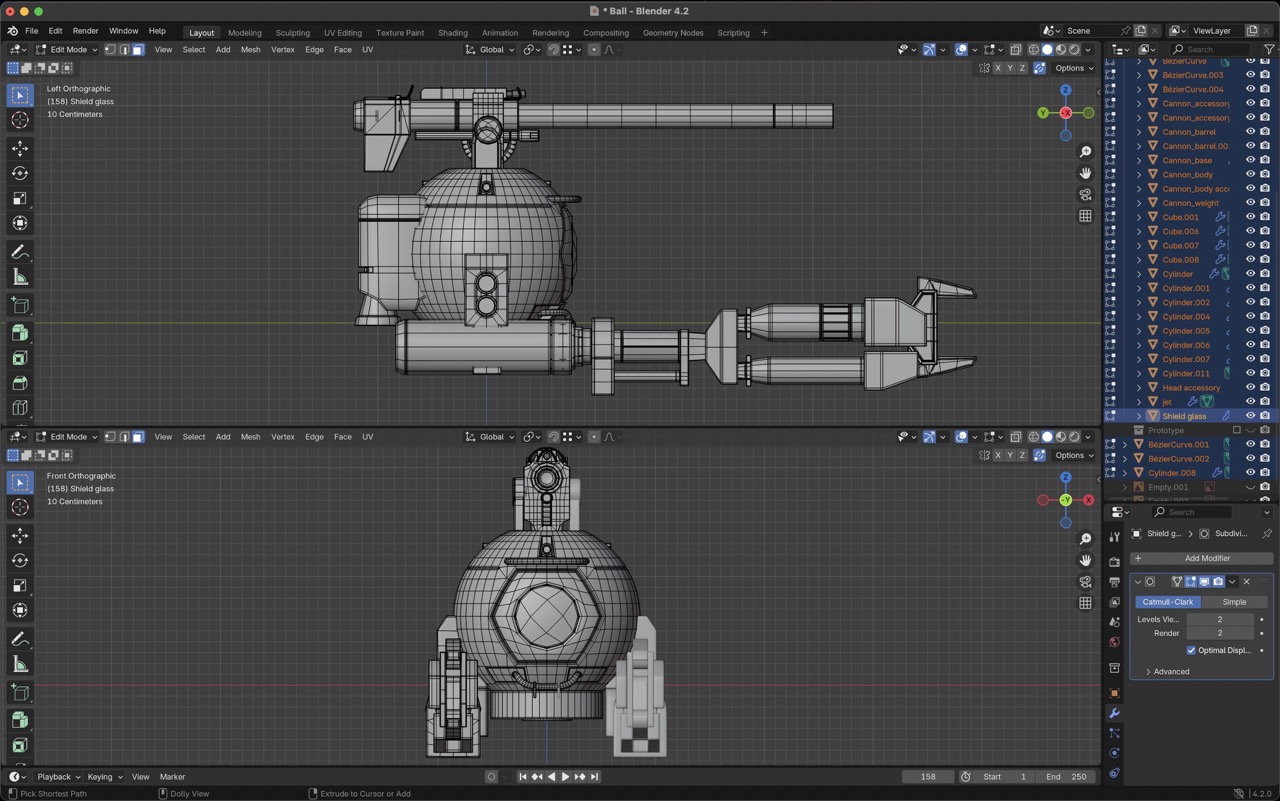 * Ball - Blender 4.2
File Edit Render Window Help Layout Modeling Sculpting UV Editing Texture Paint Shading Animation Rendering Compositing Geometry Nodes Scripting + Scene ViewLayer
Edit Mode View Select Add Mesh Vertex Edge Face UV Global Search
X Y Z Options
Left Orthographic
(158) Shield glass
10 Centimeters
Z
Y X
BézierCurve
BézierCurve.003
BézierCurve.004
Cannon_accessory
Cannon_accessory
Cannon_barrel
Cannon_barrel.00
Cannon_base
Cannon_body
Cannon_body acc
Cannon_weight
Cube.001
Cube.006
Cube.007
Cube.008
Cylinder
Cylinder.001
Cylinder.002
Cylinder.004
Cylinder.005
Cylinder.006
Cylinder.007
Cylinder.011
Head accessory
jet
Shield glass
Prototype
BézierCurve.001
BézierCurve.002
Cylinder.008
Empty.001
Edit Mode View Select Add Mesh Vertex Edge Face UV Global
X Y Z Options
Front Orthographic
(158) Shield glass
10 Centimeters
Z
-Y X
Search
Shield g... Subdivi...
+ Add Modifier
Catmull-Clark Simple
Levels Vie... 2
Render 2
Optimal Displ...
Advanced
Playback Keying View Marker 158 Start 1 End 250
Pick Shortest Path Dolly View Extrude to Cursor or Add 4.2.0